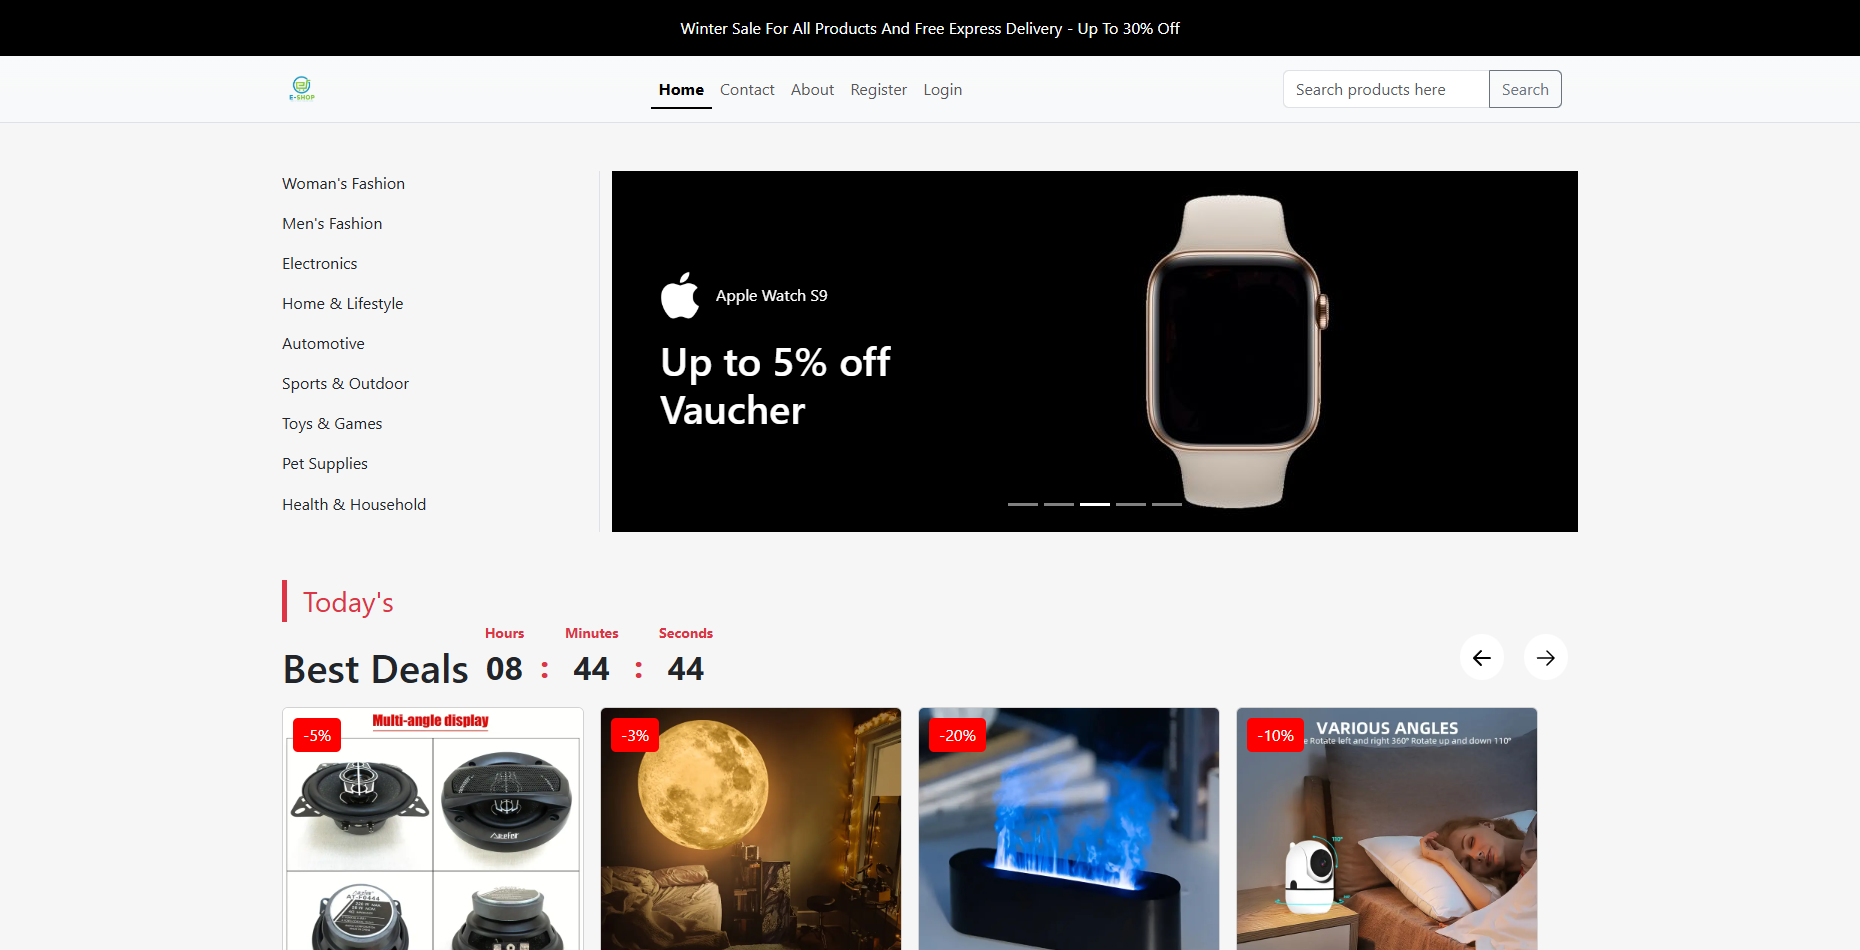 Winter Sale For All Products And Free Express Delivery - Up To 30% Off
E-SHOP
Home
Contact
About
Register
Login
Search products here
Search
Woman's Fashion
Men's Fashion
Electronics
Home & Lifestyle
Automotive
Sports & Outdoor
Toys & Games
Pet Supplies
Health & Household
Apple Watch S9
Up to 5% off
Vaucher
Today's
Best Deals
Hours
Minutes
Seconds
08 : 44 : 44
-5%
Multi-angle display
-3%
-20%
-10%
VARIOUS ANGLES
Rotate left and right 360° Rotate up and down 110°
110°